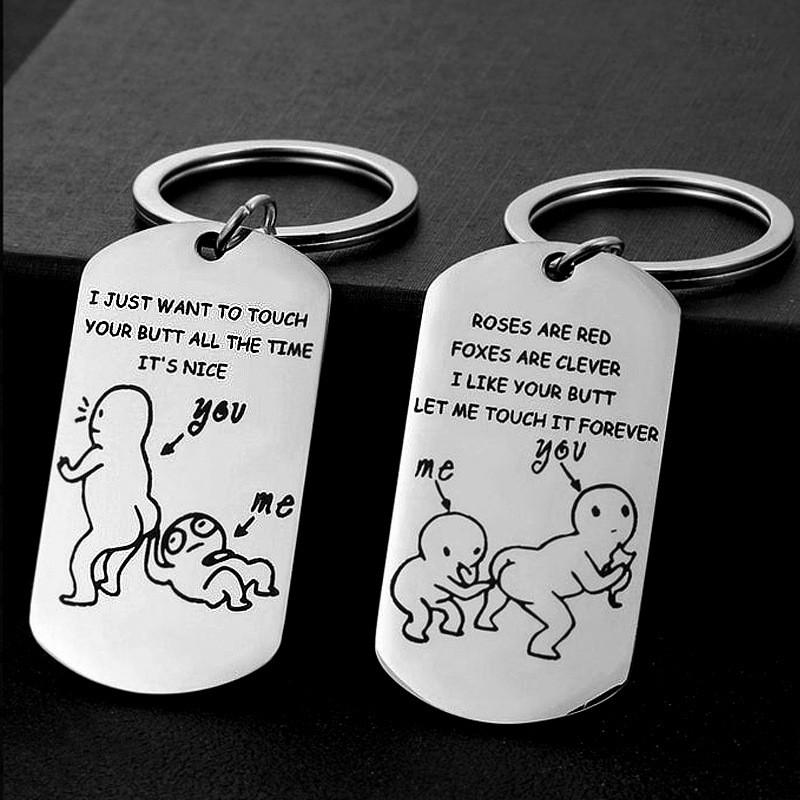 I JUST WANT TO TOUCH
YOUR BUTT ALL THE TIME
IT'S NICE
you
me
ROSES ARE RED
FOXES ARE CLEVER
I LIKE YOUR BUTT
LET ME TOUCH IT FOREVER
you
me